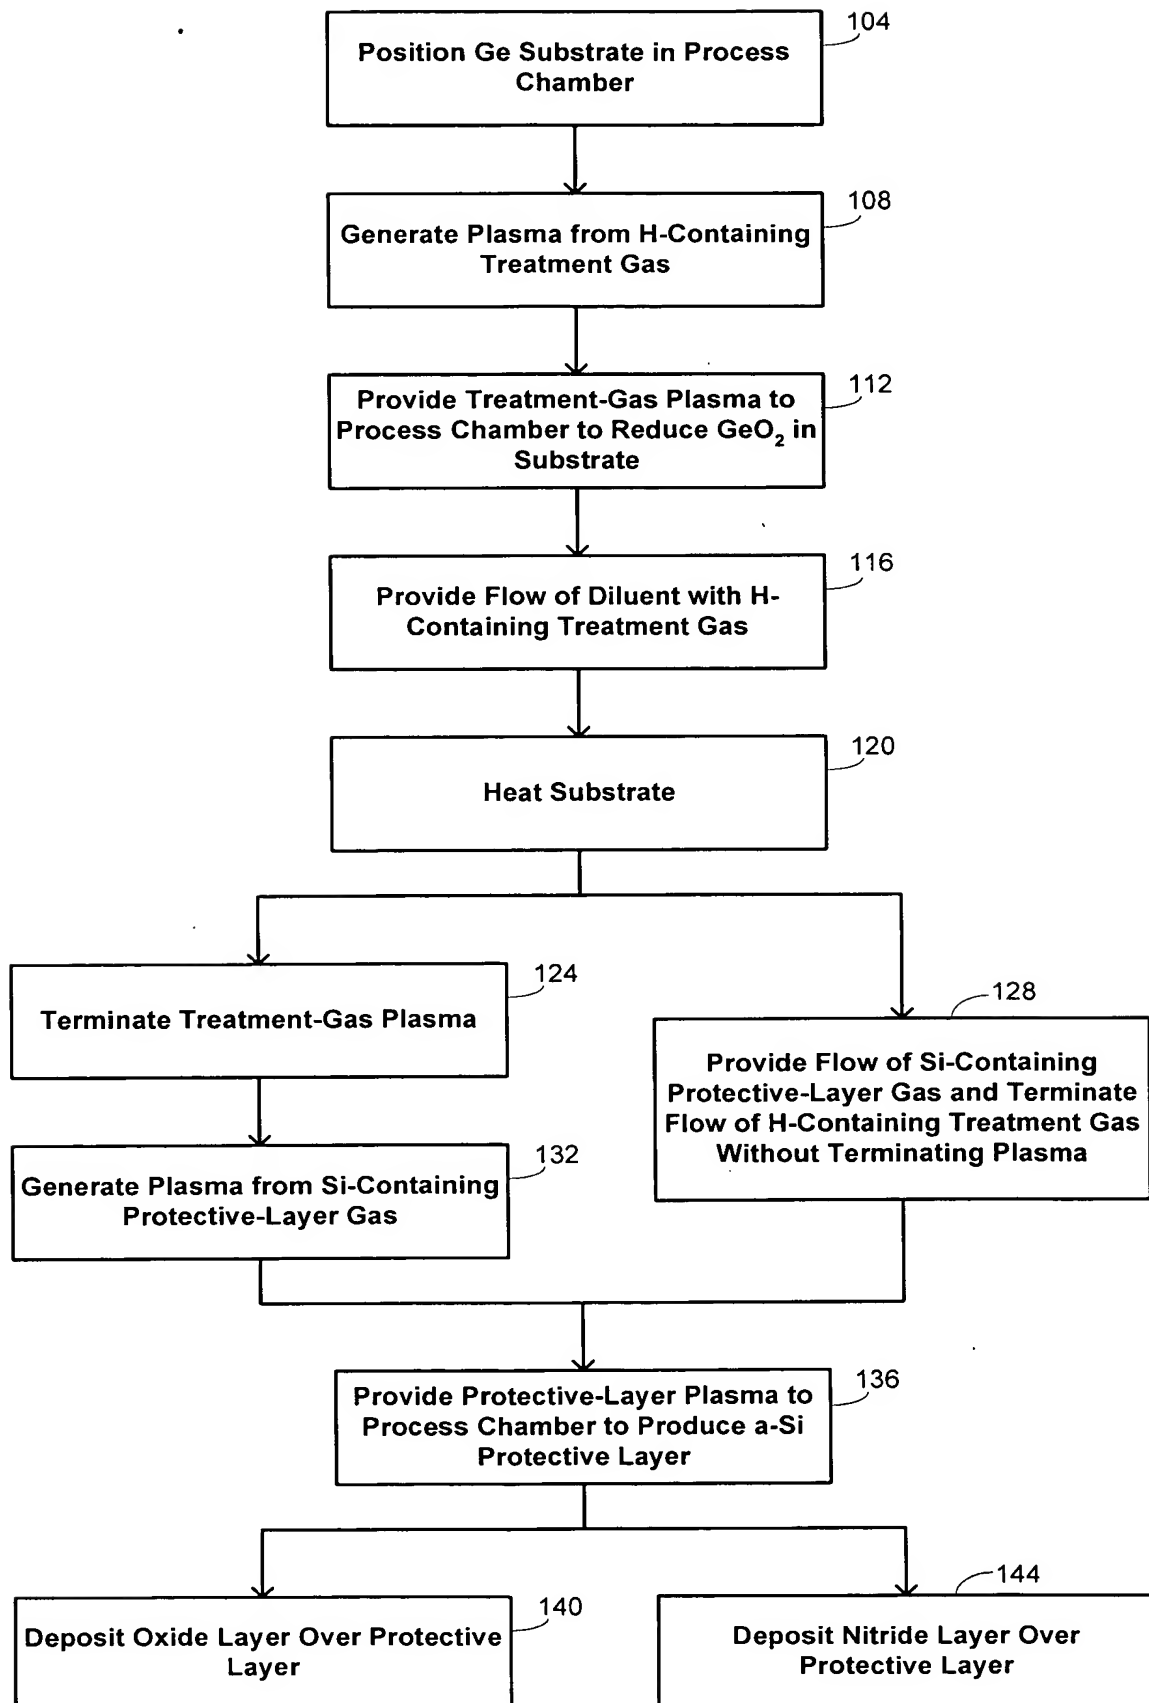 104
Position Ge Substrate in Process
Chamber
108
Generate Plasma from H-Containing
Treatment Gas
112
Provide Treatment-Gas Plasma to
Process Chamber to Reduce GeO2 in
Substrate
116
Provide Flow of Diluent with H-
Containing Treatment Gas
120
Heat Substrate
124
Terminate Treatment-Gas Plasma
128
Provide Flow of Si-Containing
Protective-Layer Gas and Terminate
Flow of H-Containing Treatment Gas
Without Terminating Plasma
132
Generate Plasma from Si-Containing
Protective-Layer Gas
136
Provide Protective-Layer Plasma to
Process Chamber to Produce a-Si
Protective Layer
140
Deposit Oxide Layer Over Protective
Layer
144
Deposit Nitride Layer Over
Protective Layer